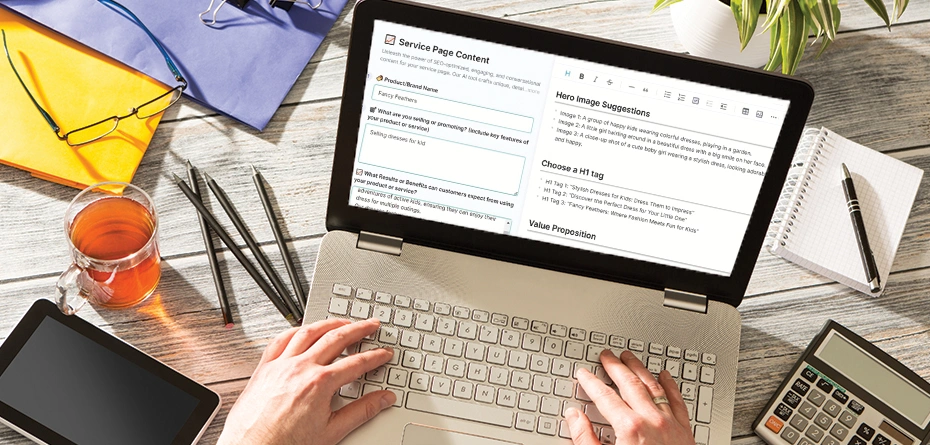 Service Page Content
Unleash the power of SEO-optimized, engaging, and conversational
content for your service page. Our AI tool crafts unique,
Product/Brand Name
Fancy Feathers
What are you selling or promoting? (include key features of
your product or service)
Selling dresses for kid
What Results or Benefits can customers expect from using
your product or service?
adventures of active kids, ensuring they can enjoy their
dress for multiple outings.
H B I S
Hero Image Suggestions
Image 1: A group of happy kids wearing colorful dresses, playing in a garden.
Image 2: A little girl twirling around in a beautiful dress with a big smile on her face.
Image 3: A close-up shot of a cute baby girl wearing a stylish dress, looking adorable
and happy.
Choose a H1 tag
H1 Tag 1: "Stylish Dresses for Kids: Dress Them to Impress"
H1 Tag 2: "Discover the Perfect Dress for Your Little One"
H1 Tag 3: "Fancy Feathers: Where Fashion Meets Fun for Kids"
Value Proposition